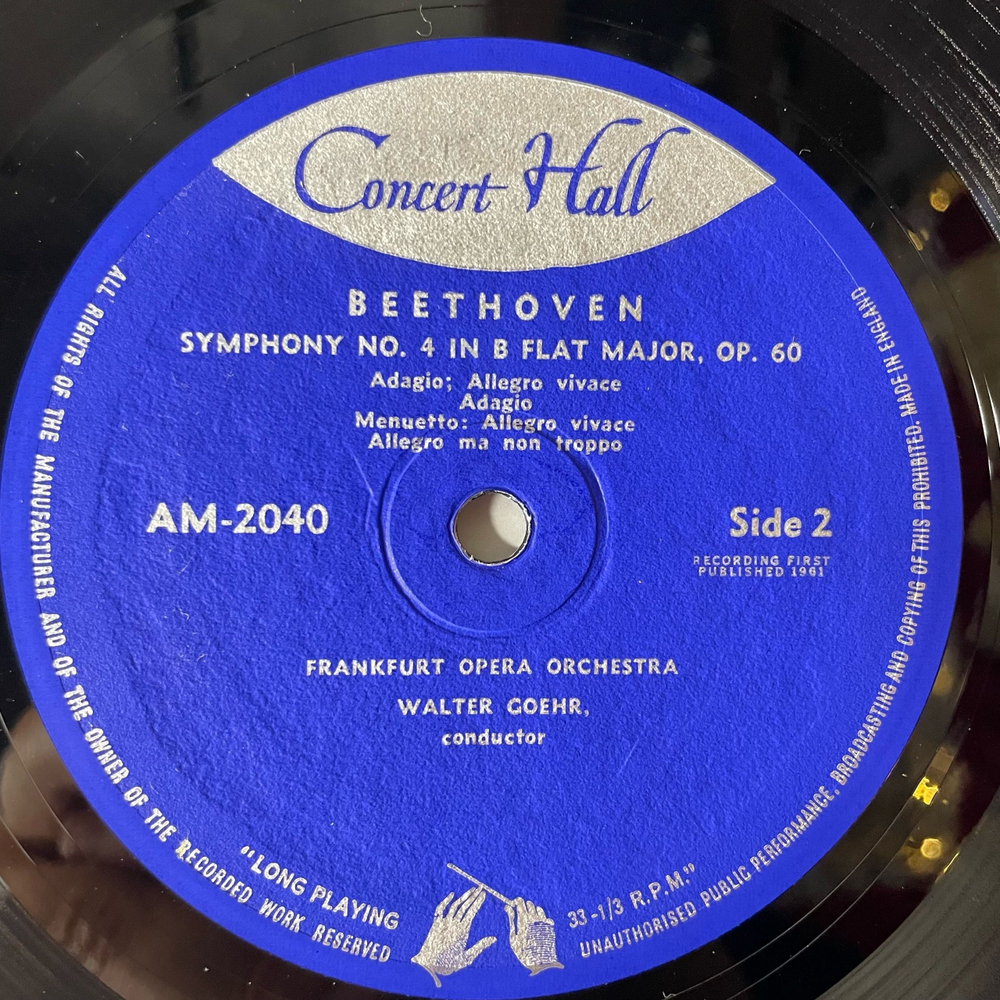 Concert Hall
BEETHOVEN
SYMPHONY NO. 4 IN B FLAT MAJOR, OP. 60
Adagio; Allegro vivace
Adagio
Menuetto: Allegro vivace
Allegro ma non troppo
AM-2040
Side 2
RECORDING FIRST
PUBLISHED 1961
FRANKFURT OPERA ORCHESTRA
WALTER GOEHR,
conductor
"LONG PLAYING
33-1/3 R.P.M."
ALL RIGHTS OF THE MANUFACTURER AND OF THE OWNER OF THE RECORDED WORK RESERVED
UNAUTHORISED PUBLIC PERFORMANCE, BROADCASTING AND COPYING OF THIS PROHIBITED. MADE IN ENGLAND